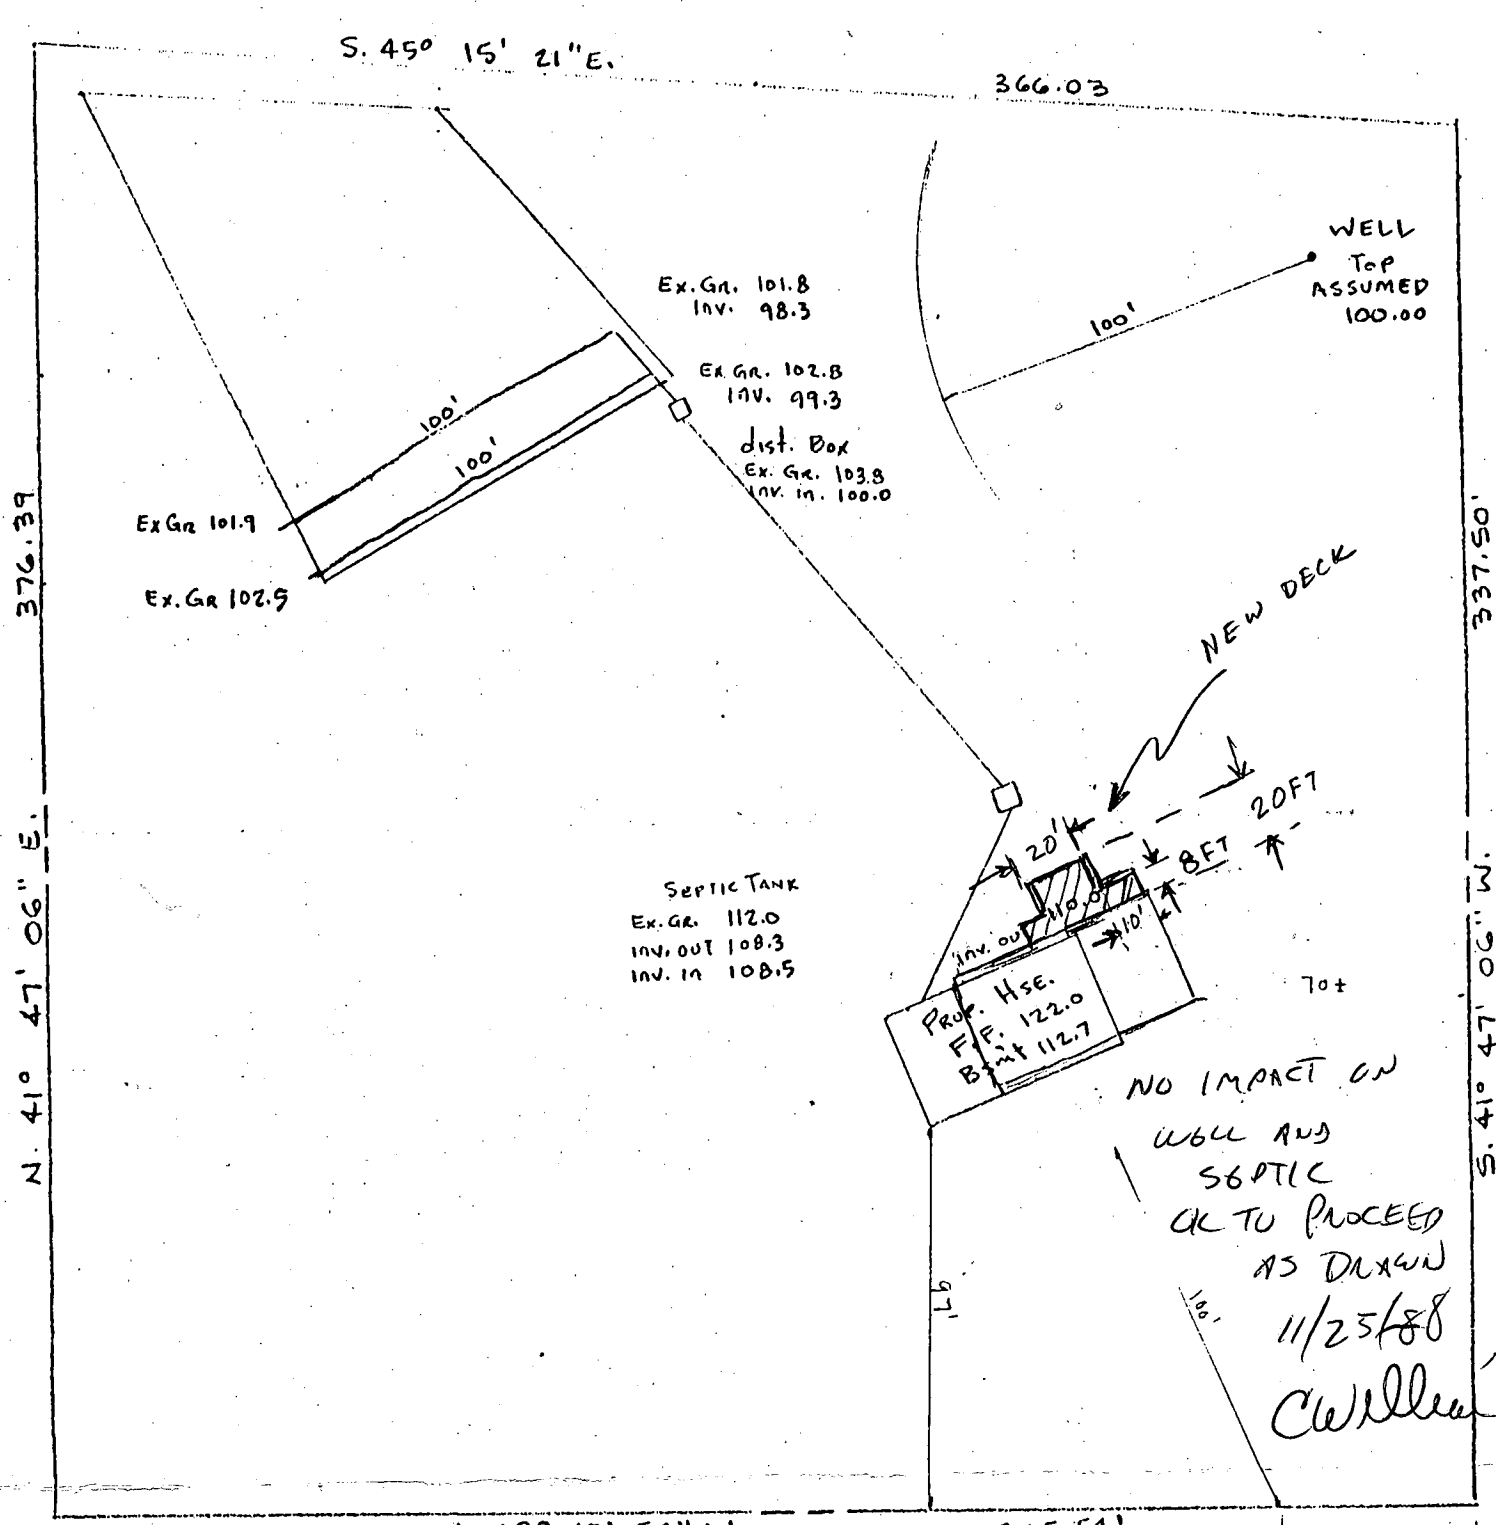 S. 45° 15' 21" E.
366.03
WELL
Top
ASSUMED
100.00
100'
Ex. Gr. 101.8
Inv. 98.3
Ex Gr. 102.8
Inv. 99.3
dist. Box
Ex. Gr. 103.8
Inv. in. 100.0
100'
100'
Ex Gr 101.9
Ex. Gr 102.5
376.39
N. 41° 47' 06" E.
337.50'
S. 41° 47' 06" W.
NEW DECK
20FT
20'
8FT
10'
SEPTIC TANK
Ex. Gr. 112.0
Inv. out 108.3
Inv. in 108.5
Inv. out 110.0
Prop. Hse.
F.F. 122.0
Bsmt 112.7
70±
NO IMPACT ON
WELL AND
SEPTIC
OK TO PROCEED
AS DRAWN
11/25/88
97'
100'